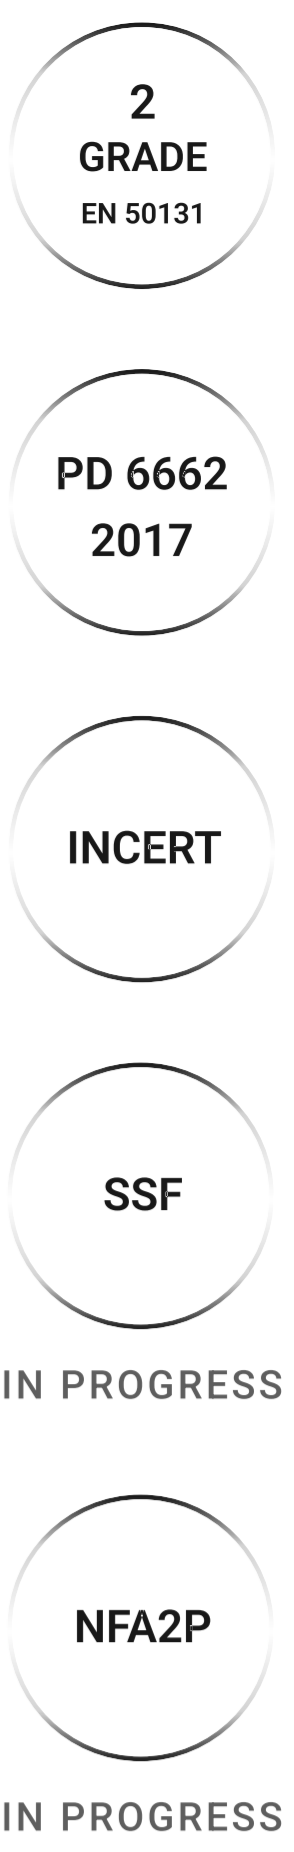 2
GRADE
EN 50131
PD 6662
2017
INCERT
SSF
IN PROGRESS
NFA2P
IN PROGRESS